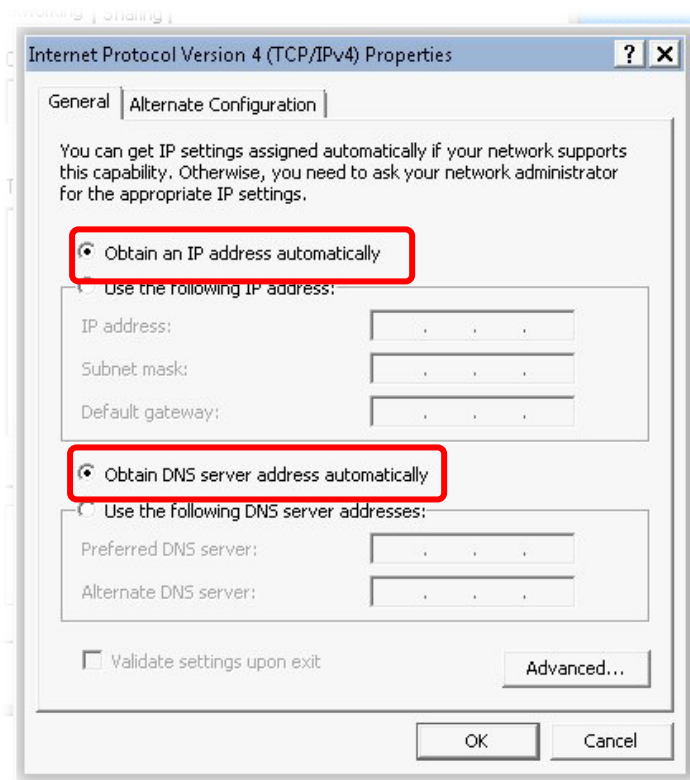 Sharing
Internet Protocol Version 4 (TCP/IPv4) Properties
General
Alternate Configuration
You can get IP settings assigned automatically if your network supports
this capability. Otherwise, you need to ask your network administrator
for the appropriate IP settings.
Obtain an IP address automatically
Use the following IP address:
IP address:
Subnet mask:
Default gateway:
Obtain DNS server address automatically
Use the following DNS server addresses:
Preferred DNS server:
Alternate DNS server:
Validate settings upon exit
Advanced...
OK
Cancel